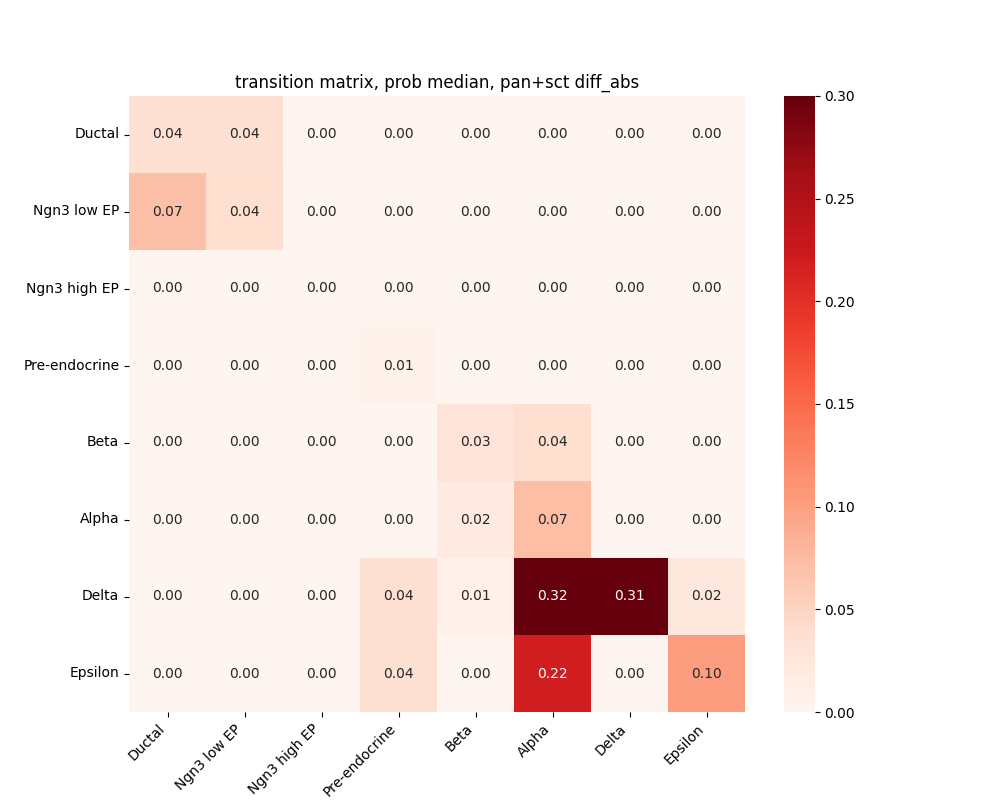 transition matrix, prob median, pan+sct diff_abs
Ductal 0.04 0.04 0.00 0.00 0.00 0.00 0.00 0.00
Ngn3 low EP 0.07 0.04 0.00 0.00 0.00 0.00 0.00 0.00
Ngn3 high EP 0.00 0.00 0.00 0.00 0.00 0.00 0.00 0.00
Pre-endocrine 0.00 0.00 0.00 0.01 0.00 0.00 0.00 0.00
Beta 0.00 0.00 0.00 0.00 0.03 0.04 0.00 0.00
Alpha 0.00 0.00 0.00 0.00 0.02 0.07 0.00 0.00
Delta 0.00 0.00 0.00 0.04 0.01 0.32 0.31 0.02
Epsilon 0.00 0.00 0.00 0.04 0.00 0.22 0.00 0.10
Ductal
Ngn3 low EP
Ngn3 high EP
Pre-endocrine
Beta
Alpha
Delta
Epsilon
0.30
0.25
0.20
0.15
0.10
0.05
0.00